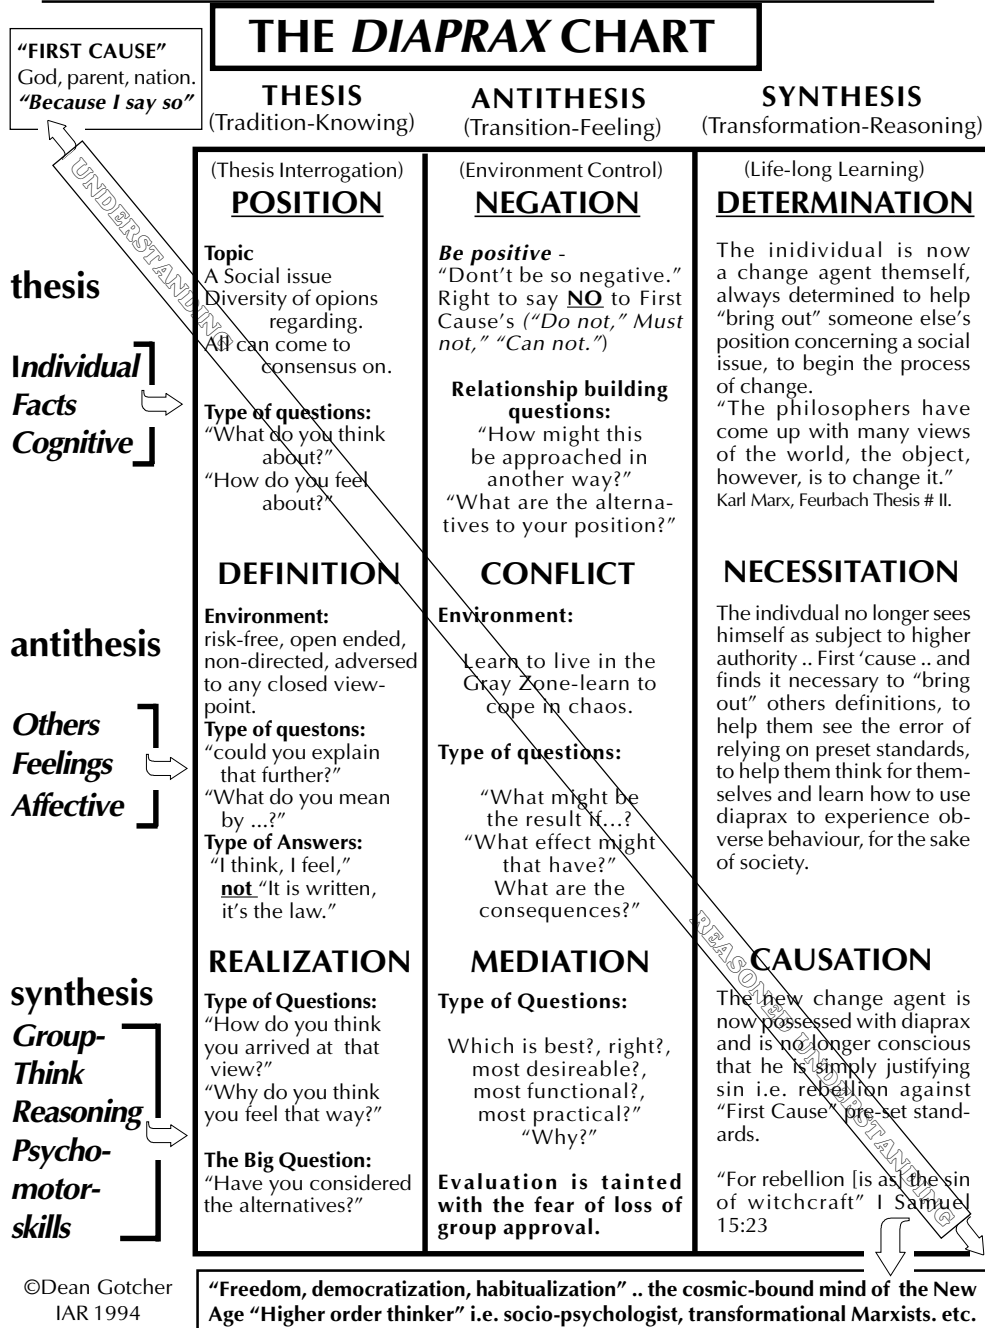 THE DIAPRAX CHART
“FIRST CAUSE”
God, parent, nation.
“Because I say so”
THESIS
(Tradition-Knowing)
ANTITHESIS
(Transition-Feeling)
SYNTHESIS
(Transformation-Reasoning)
UNDERSTANDING
thesis
Individual
Facts
Cognitive
(Thesis Interrogation)
POSITION
Topic
A Social issue
Diversity of opions
regarding.
All can come to
consensus on.
Type of questions:
“What do you think
about?”
“How do you feel
about?”
(Environment Control)
NEGATION
Be positive -
“Dont’t be so negative.”
Right to say NO to First
Cause’s (“Do not,” Must
not,” “Can not.”)
Relationship building
questions:
“How might this
be approached in
another way?”
“What are the alterna-
tives to your position?”
(Life-long Learning)
DETERMINATION
The inidividual is now
a change agent themself,
always determined to help
“bring out” someone else’s
position concerning a social
issue, to begin the process
of change.
“The philosophers have
come up with many views
of the world, the object,
however, is to change it.”
Karl Marx, Feurbach Thesis # II.
antithesis
Others
Feelings
Affective
DEFINITION
Environment:
risk-free, open ended,
non-directed, adversed
to any closed view-
point.
Type of questons:
“could you explain
that further?”
“What do you mean
by ...?”
Type of Answers:
“I think, I feel,”
not “It is written,
it’s the law.”
CONFLICT
Environment:
Learn to live in the
Gray Zone-learn to
cope in chaos.
Type of questions:
“What might be
the result if...?
“What effect might
that have?”
What are the
consequences?”
NECESSITATION
The indivdual no longer sees
himself as subject to higher
authority .. First ‘cause .. and
finds it necessary to “bring
out” others definitions, to
help them see the error of
relying on preset standards,
to help them think for them-
selves and learn how to use
diaprax to experience ob-
verse behaviour, for the sake
of society.
synthesis
Group-
Think
Reasoning
Psycho-
motor-
skills
REALIZATION
Type of Questions:
“How do you think
you arrived at that
view?”
“Why do you think
you feel that way?”
The Big Question:
“Have you considered
the alternatives?”
MEDIATION
Type of Questions:
Which is best?, right?,
most desireable?,
most functional?,
most practical?”
“Why?”
Evaluation is tainted
with the fear of loss of
group approval.
REASONED UNDERSTANDING
CAUSATION
The new change agent is
now possessed with diaprax
and is no longer conscious
that he is simply justifying
sin i.e. rebellion against
“First Cause” pre-set stand-
ards.
“For rebellion [is as] the sin
of witchcraft” I Samuel
15:23
©Dean Gotcher
IAR 1994
“Freedom, democratization, habitualization” .. the cosmic-bound mind of the New
Age “Higher order thinker” i.e. socio-psychologist, transformational Marxists. etc.